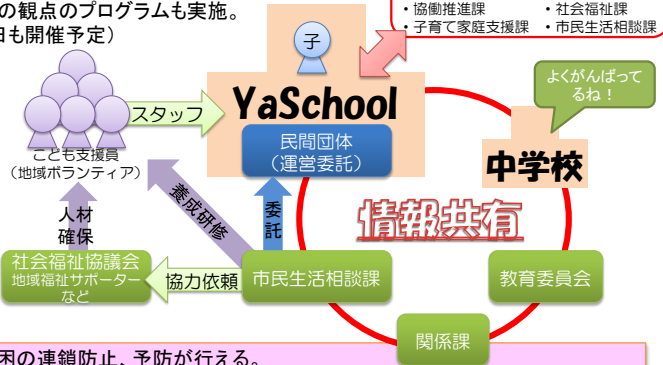 の観点のプログラムも実施。
日も開催予定）
・協働推進課 ・社会福祉課
・子育て家庭支援課 ・市民生活相談課
子
よくがんばって
るね！
スタッフ
YaSchool
民間団体
（運営委託）
中学校
こども支援員
（地域ボランティア）
人材
確保
養成研修
委託
情報共有
社会福祉協議会
地域福祉サポーター
など
協力依頼
市民生活相談課
教育委員会
関係課
困の連鎖防止、予防が行える。